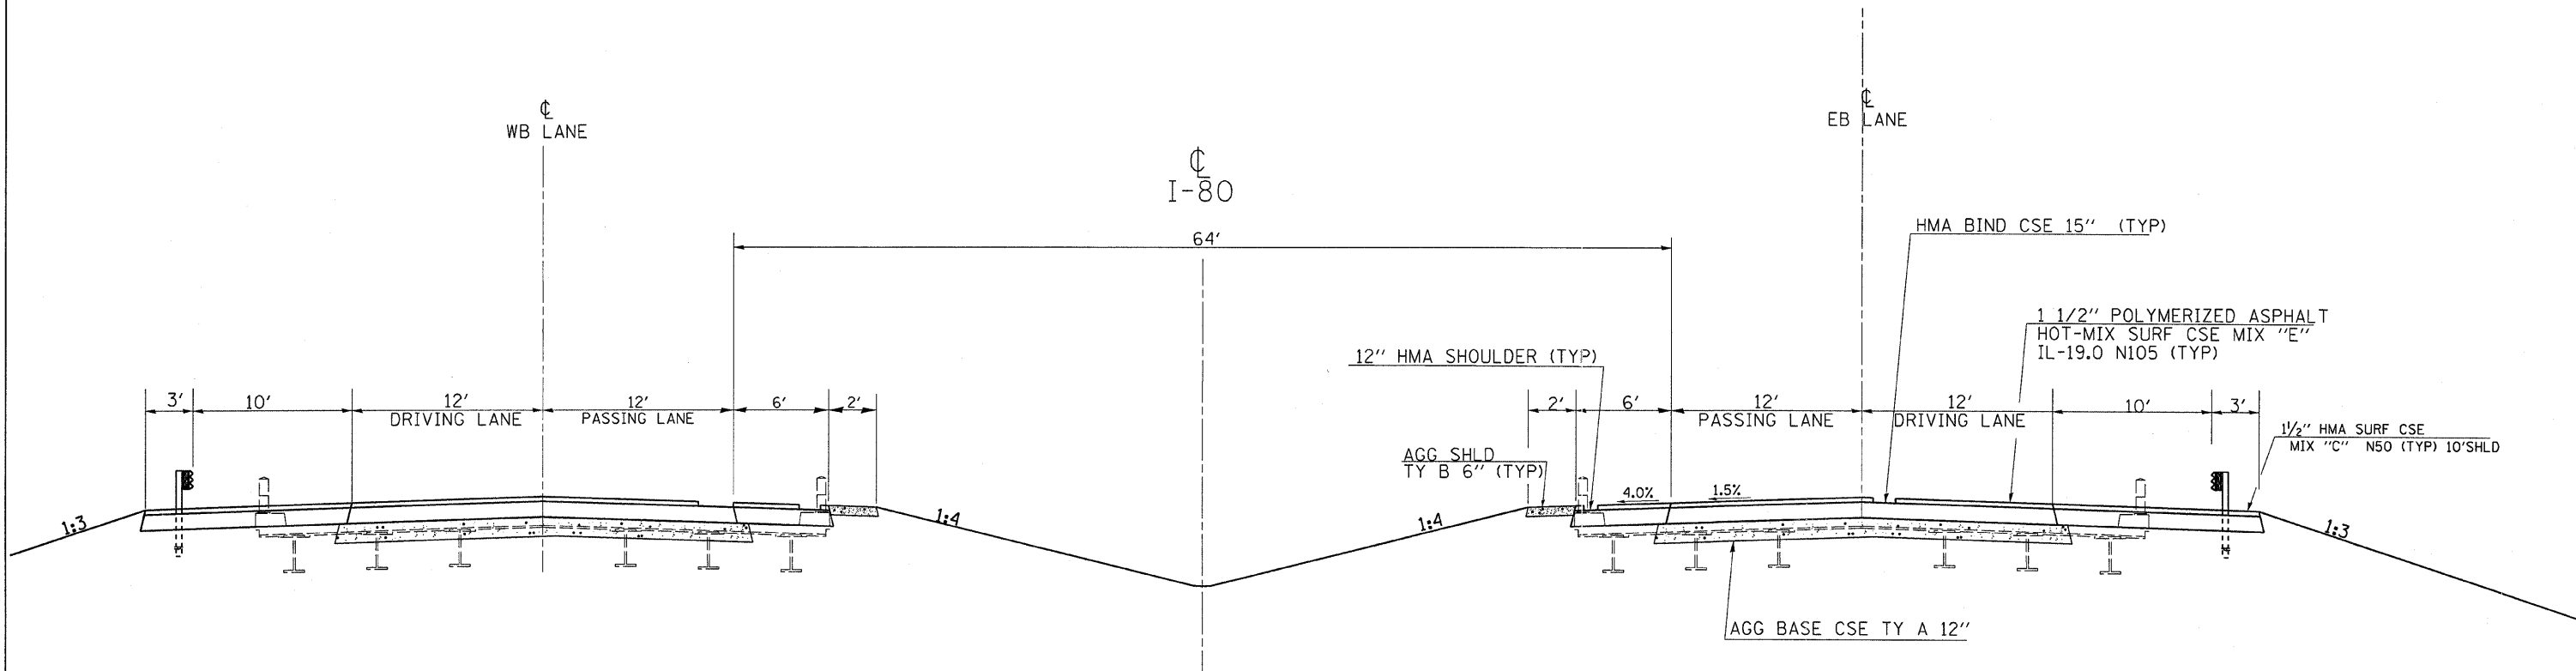 ℄
WB LANE
℄
EB LANE
℄
I-80
64'
HMA BIND CSE 15" (TYP)
1 1/2" POLYMERIZED ASPHALT
HOT-MIX SURF CSE MIX "E"
IL-19.0 N105 (TYP)
12" HMA SHOULDER (TYP)
3'
10'
12'
DRIVING LANE
12'
PASSING LANE
6'
2'
2'
6'
12'
PASSING LANE
12'
DRIVING LANE
10'
3'
1½" HMA SURF CSE
MIX "C" N50 (TYP) 10'SHLD
AGG SHLD
TY B 6" (TYP)
4.0%
1.5%
1:3
1:4
1:4
1:3
AGG BASE CSE TY A 12"